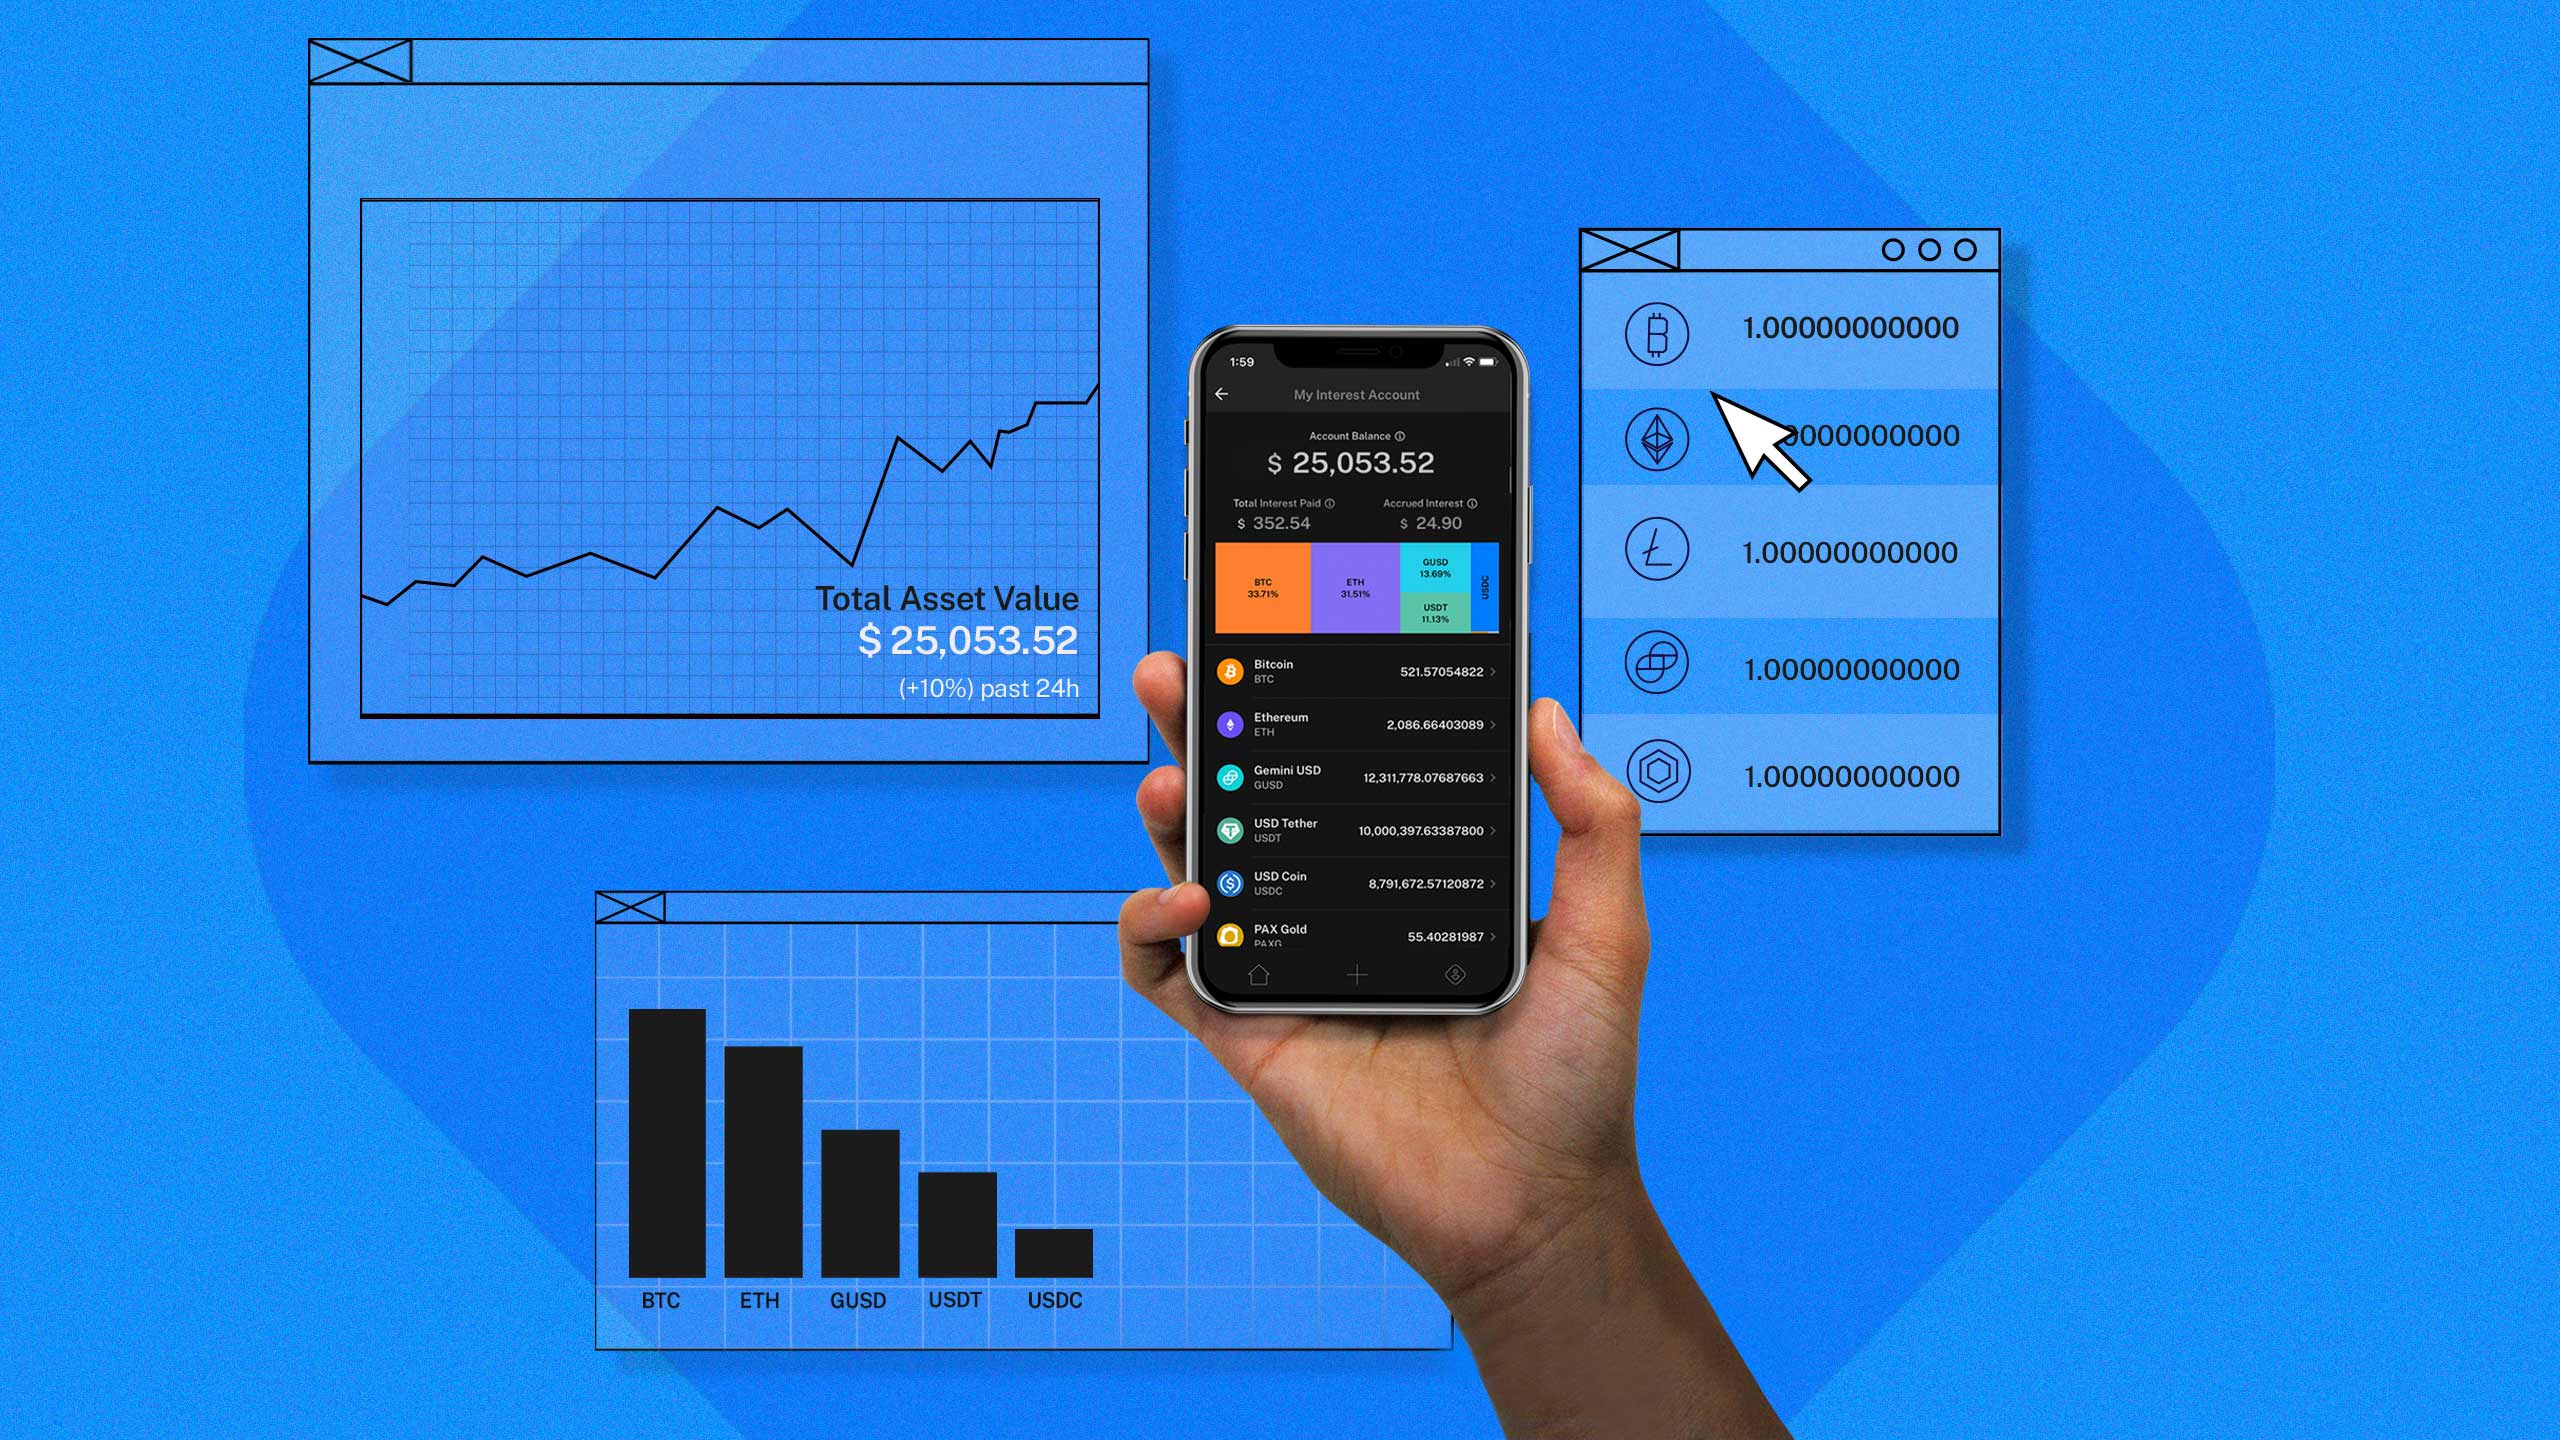 Total Asset Value
$ 25,053.52
(+10%) past 24h
1:59
My Interest Account
Account Balance
$ 25,053.52
Total Interest Paid
Accrued Interest
$ 352.54
$ 24.90
BTC
33.71%
ETH
31.51%
GUSD
13.69%
USDT
11.13%
USDC
Bitcoin
BTC
521.57054822
Ethereum
ETH
2,086.66403089
Gemini USD
GUSD
12,311,778.07687663
USD Tether
USDT
10,000,397.63387800
USD Coin
USDC
8,791,672.57120872
PAX Gold
PAXG
55.40281987
1.00000000000
0000000000
1.00000000000
1.00000000000
1.00000000000
BTC
ETH
GUSD
USDT
USDC